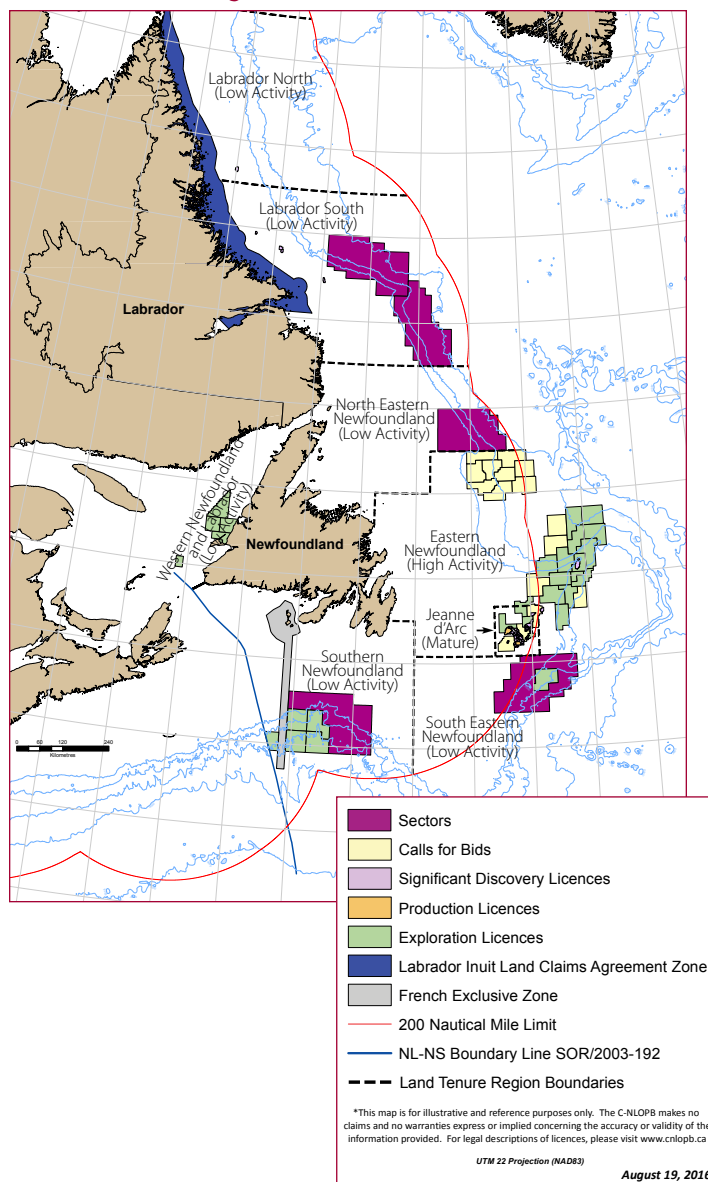 Labrador North
(Low Activity)
Labrador South
(Low Activity)
Labrador
North Eastern
Newfoundland
(Low Activity)
Western Newfoundland
and Labrador
(Low Activity)
Newfoundland
Eastern
Newfoundland
(High Activity)
Jeanne
d'Arc
(Mature)
Southern
Newfoundland
(Low Activity)
South Eastern
Newfoundland
(Low Activity)
0 60 120 240
Kilometres
Sectors
Calls for Bids
Significant Discovery Licences
Production Licences
Exploration Licences
Labrador Inuit Land Claims Agreement Zone
French Exclusive Zone
200 Nautical Mile Limit
NL-NS Boundary Line SOR/2003-192
Land Tenure Region Boundaries
*This map is for illustrative and reference purposes only. The C-NLOPB makes no
claims and no warranties express or implied concerning the accuracy or validity of the
information provided. For legal descriptions of licences, please visit www.cnlopb.ca
UTM 22 Projection (NAD83)
August 19, 2016